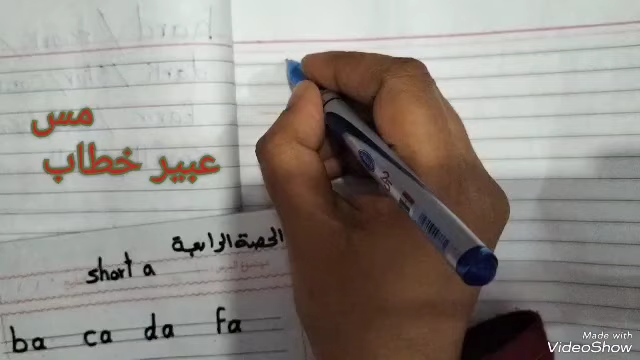 مس
عبير خطاب
الحصة الرابعة
short a
ba ca da fa
Made with
VideoShow